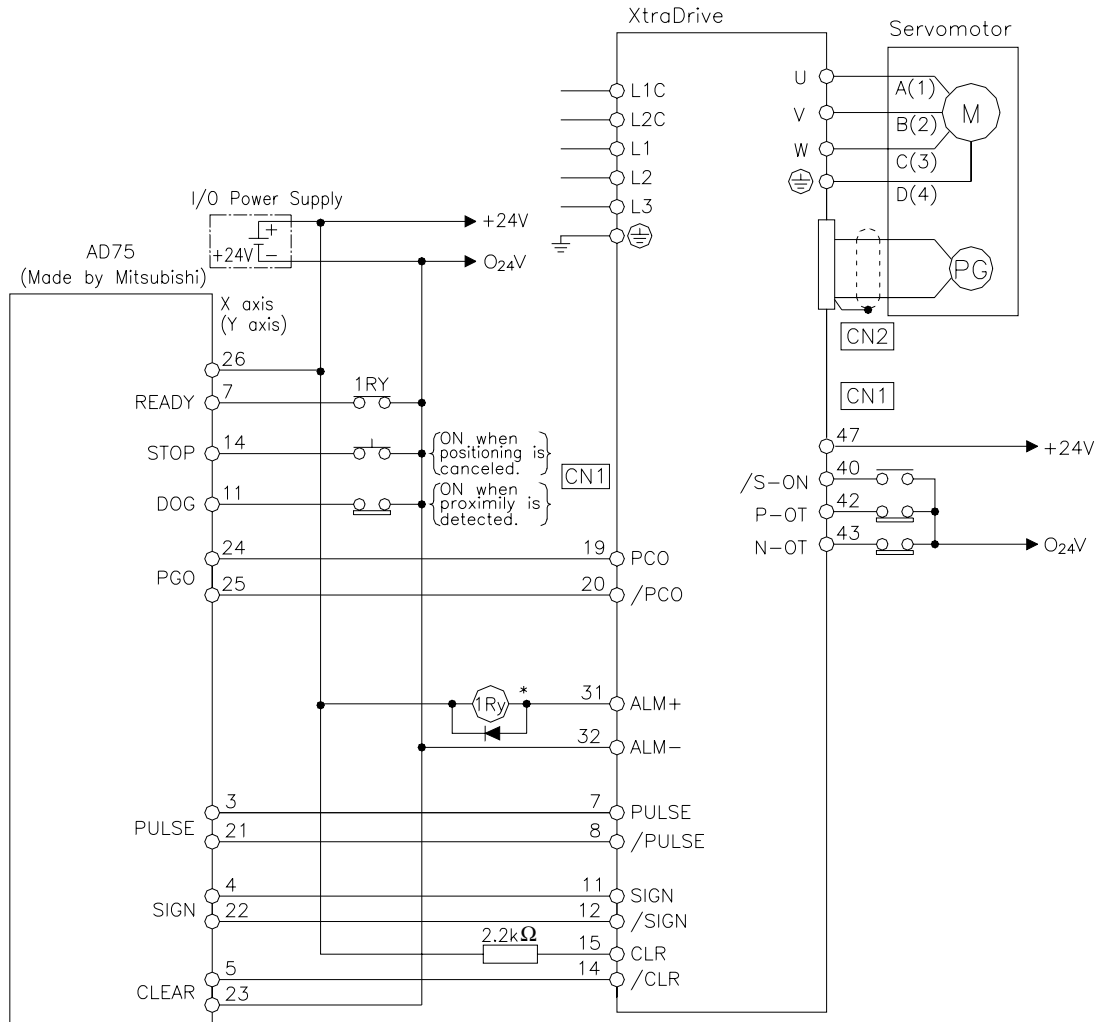 XtraDrive
Servomotor
L1C
L2C
L1
L2
L3
U
V
W
A(1)
B(2)
C(3)
D(4)
M
PG
CN2
CN1
I/O Power Supply
+
+24V
−
+24V
O24V
AD75
(Made by Mitsubishi)
X axis
(Y axis)
26
READY 7 1RY
STOP 14
ON when
positioning is
canceled.
DOG 11
ON when
proximily is
detected.
CN1
47 +24V
/S-ON 40
P-OT 42
N-OT 43 O24V
PGO
24 19 PCO
25 20 /PCO
1Ry * 31 ALM+
32 ALM-
PULSE
3 7 PULSE
21 8 /PULSE
SIGN
4 11 SIGN
22 12 /SIGN
2.2kΩ 15 CLR
CLEAR
5 14 /CLR
23